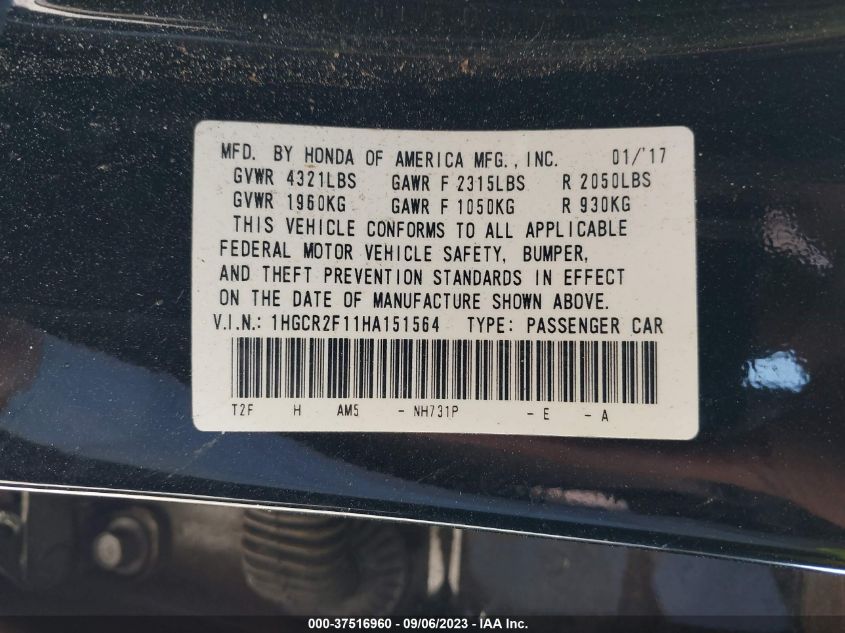 MFD. BY HONDA OF AMERICA MFG., INC. 01/'17
GVWR 4321LBS GAWR F 2315LBS R 2050LBS
GVWR 1960KG GAWR F 1050KG R 930KG
THIS VEHICLE CONFORMS TO ALL APPLICABLE
FEDERAL MOTOR VEHICLE SAFETY, BUMPER,
AND THEFT PREVENTION STANDARDS IN EFFECT
ON THE DATE OF MANUFACTURE SHOWN ABOVE.
V.I.N.: 1HGCR2F11HA151564 TYPE: PASSENGER CAR
T2F H AM5 - NH731P - E - A
000-37516960 - 09/06/2023 - IAA Inc.